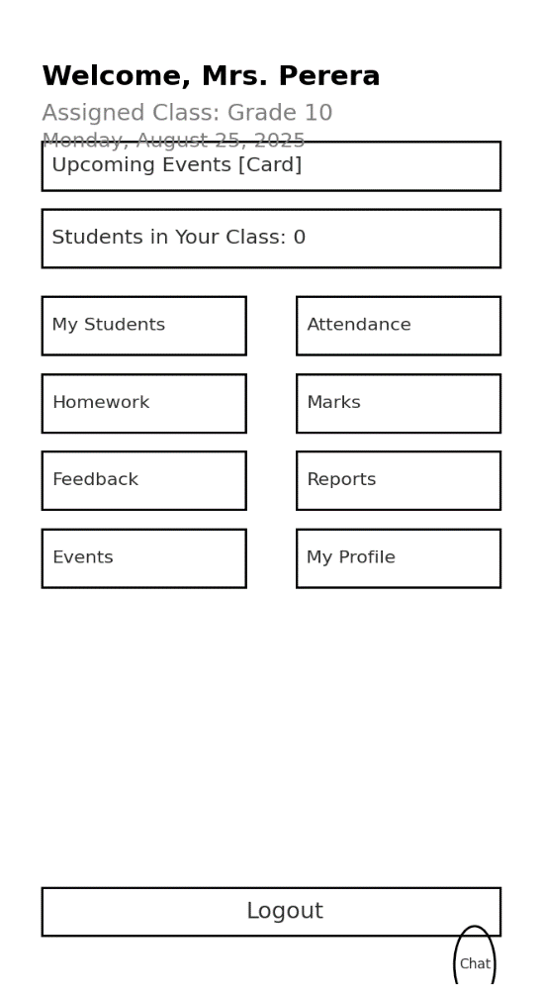 Welcome, Mrs. Perera
Assigned Class: Grade 10
Monday, August 25, 2025
Upcoming Events [Card]
Students in Your Class: 0
My Students
Attendance
Homework
Marks
Feedback
Reports
Events
My Profile
Logout
Chat